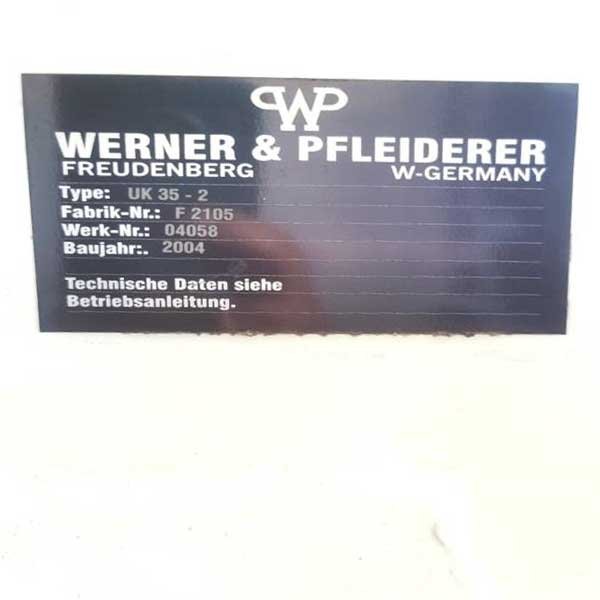 WP
WERNER & PFLEIDERER
FREUDENBERG W-GERMANY
Type: UK 35 - 2
Fabrik-Nr.: F 2105
Werk-Nr.: 04058
Baujahr:. 2004
Technische Daten siehe
Betriebsanleitung.